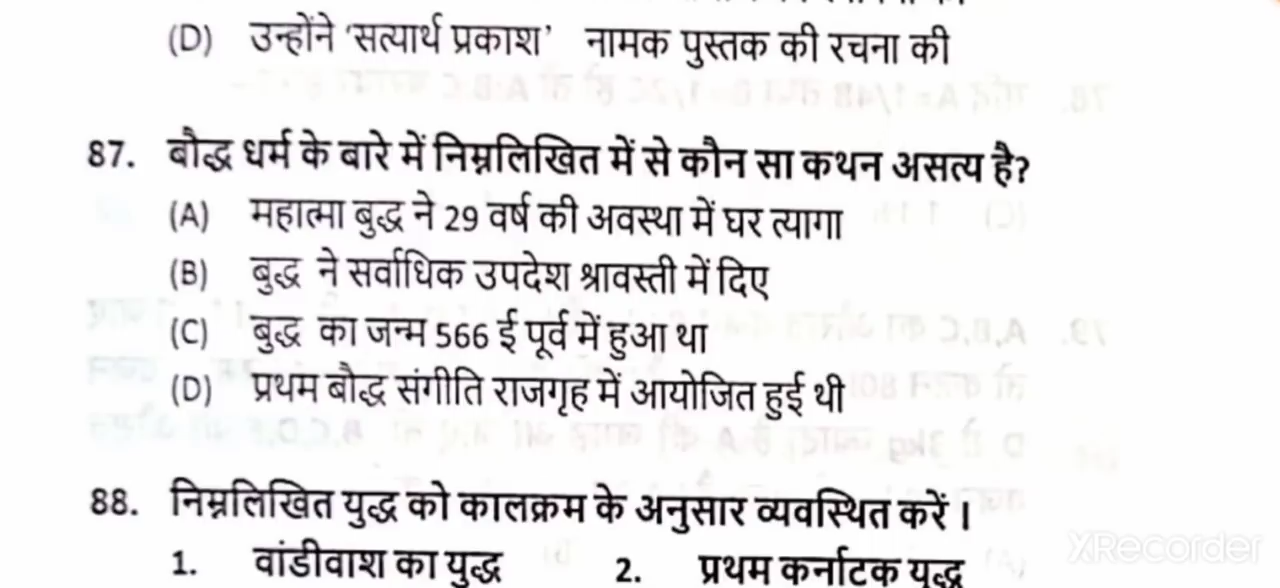 (D) उन्होंने ‘सत्यार्थ प्रकाश’ नामक पुस्तक की रचना की
87. बौद्ध धर्म के बारे में निम्नलिखित में से कौन सा कथन असत्य है?
(A) महात्मा बुद्ध ने 29 वर्ष की अवस्था में घर त्यागा
(B) बुद्ध ने सर्वाधिक उपदेश श्रावस्ती में दिए
(C) बुद्ध का जन्म 566 ई पूर्व में हुआ था
(D) प्रथम बौद्ध संगीति राजगृह में आयोजित हुई थी
88. निम्नलिखित युद्ध को कालक्रम के अनुसार व्यवस्थित करें।
1. वांडीवाश का युद्ध 2. प्रथम कर्नाटक युद्ध
XRecorder